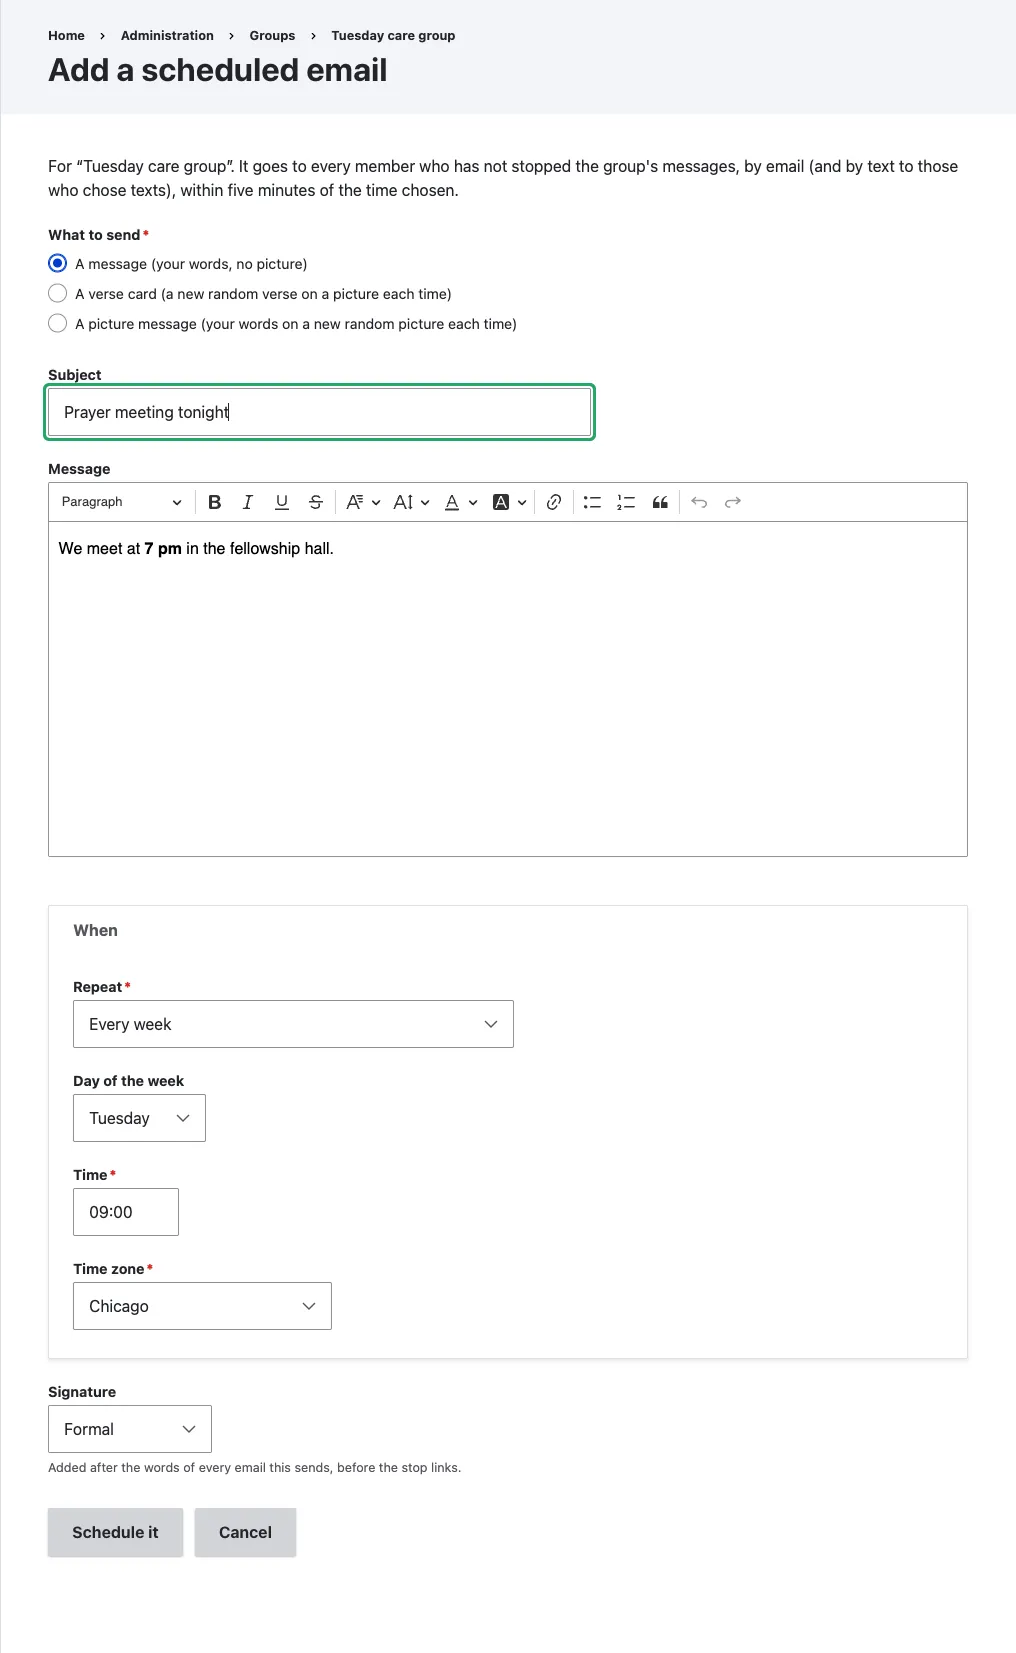 Home › Administration › Groups › Tuesday care group
Add a scheduled email
For “Tuesday care group”. It goes to every member who has not stopped the group's messages, by email (and by text to those
who chose texts), within five minutes of the time chosen.
What to send*
A message (your words, no picture)
A verse card (a new random verse on a picture each time)
A picture message (your words on a new random picture each time)
Subject
Prayer meeting tonight
Message
Paragraph
We meet at 7 pm in the fellowship hall.
When
Repeat*
Every week
Day of the week
Tuesday
Time*
09:00
Time zone*
Chicago
Signature
Formal
Added after the words of every email this sends, before the stop links.
Schedule it Cancel